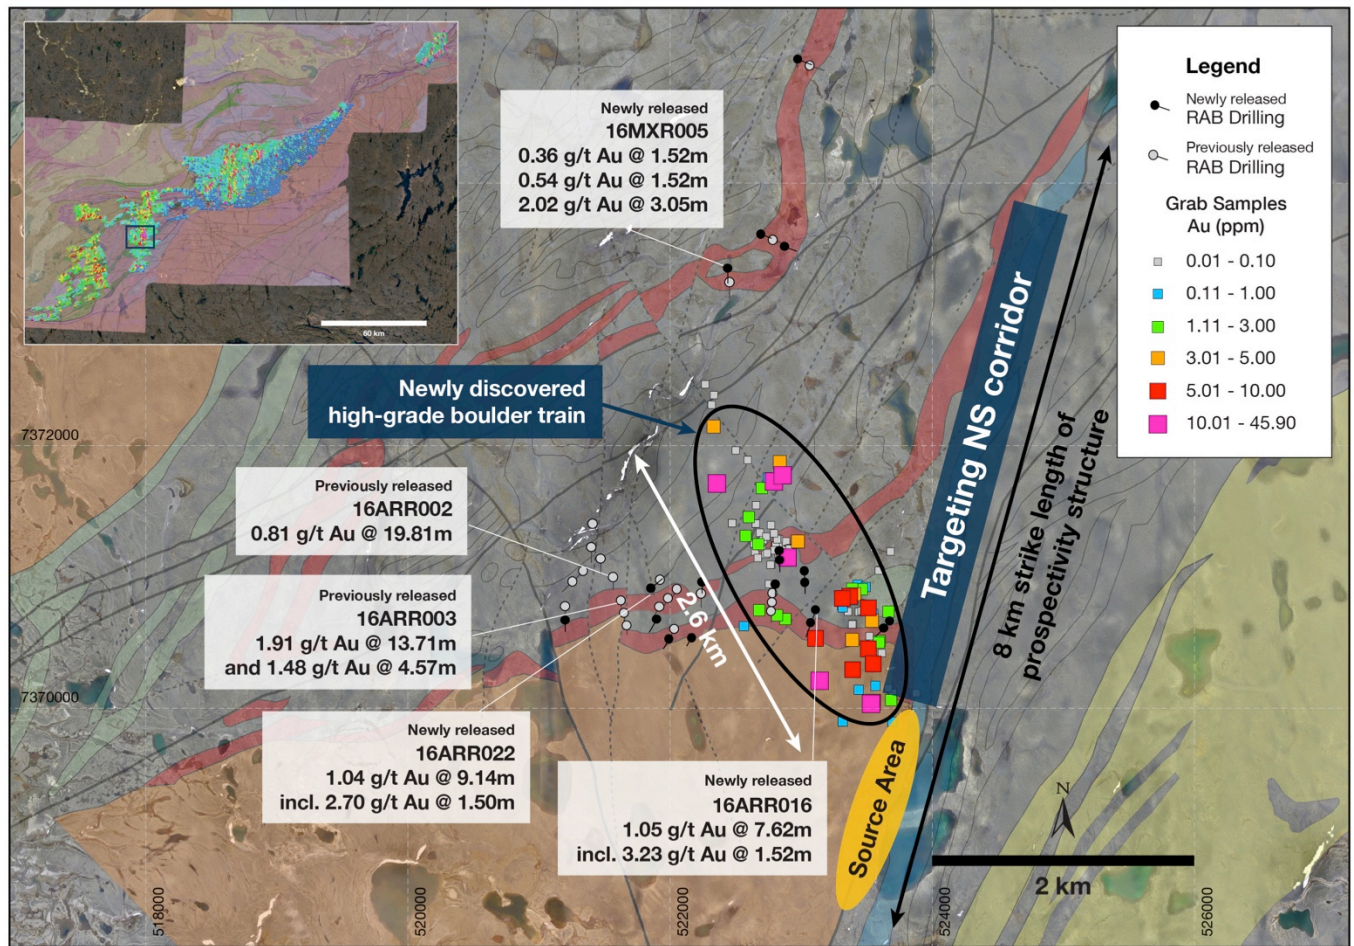 60 km
Newly released
16MXR005
0.36 g/t Au @ 1.52m
0.54 g/t Au @ 1.52m
2.02 g/t Au @ 3.05m
Legend
Newly released
RAB Drilling
Previously released
RAB Drilling
Grab Samples
Au (ppm)
0.01 - 0.10
0.11 - 1.00
1.11 - 3.00
3.01 - 5.00
5.01 - 10.00
10.01 - 45.90
Newly discovered
high-grade boulder train
Targeting NS corridor
8 km strike length of
prospectivity structure
7372000
Previously released
16ARR002
0.81 g/t Au @ 19.81m
Previously released
16ARR003
1.91 g/t Au @ 13.71m
and 1.48 g/t Au @ 4.57m
2.6 km
7370000
Newly released
16ARR022
1.04 g/t Au @ 9.14m
incl. 2.70 g/t Au @ 1.50m
Newly released
16ARR016
1.05 g/t Au @ 7.62m
incl. 3.23 g/t Au @ 1.52m
Source Area
N
2 km
518000
520000
522000
524000
526000